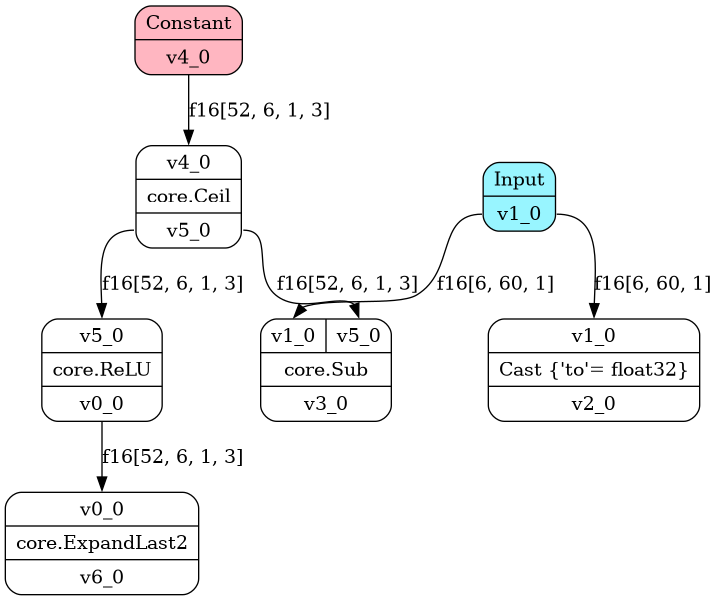 Constant
v4_0
f16[52, 6, 1, 3]
v4_0
core.Ceil
v5_0
Input
v1_0
f16[52, 6, 1, 3]
f16[52, 6, 1, 3]
f16[6, 60, 1]
f16[6, 60, 1]
v5_0
core.ReLU
v0_0
v1_0
v5_0
core.Sub
v3_0
v1_0
Cast {'to'= float32}
v2_0
f16[52, 6, 1, 3]
v0_0
core.ExpandLast2
v6_0